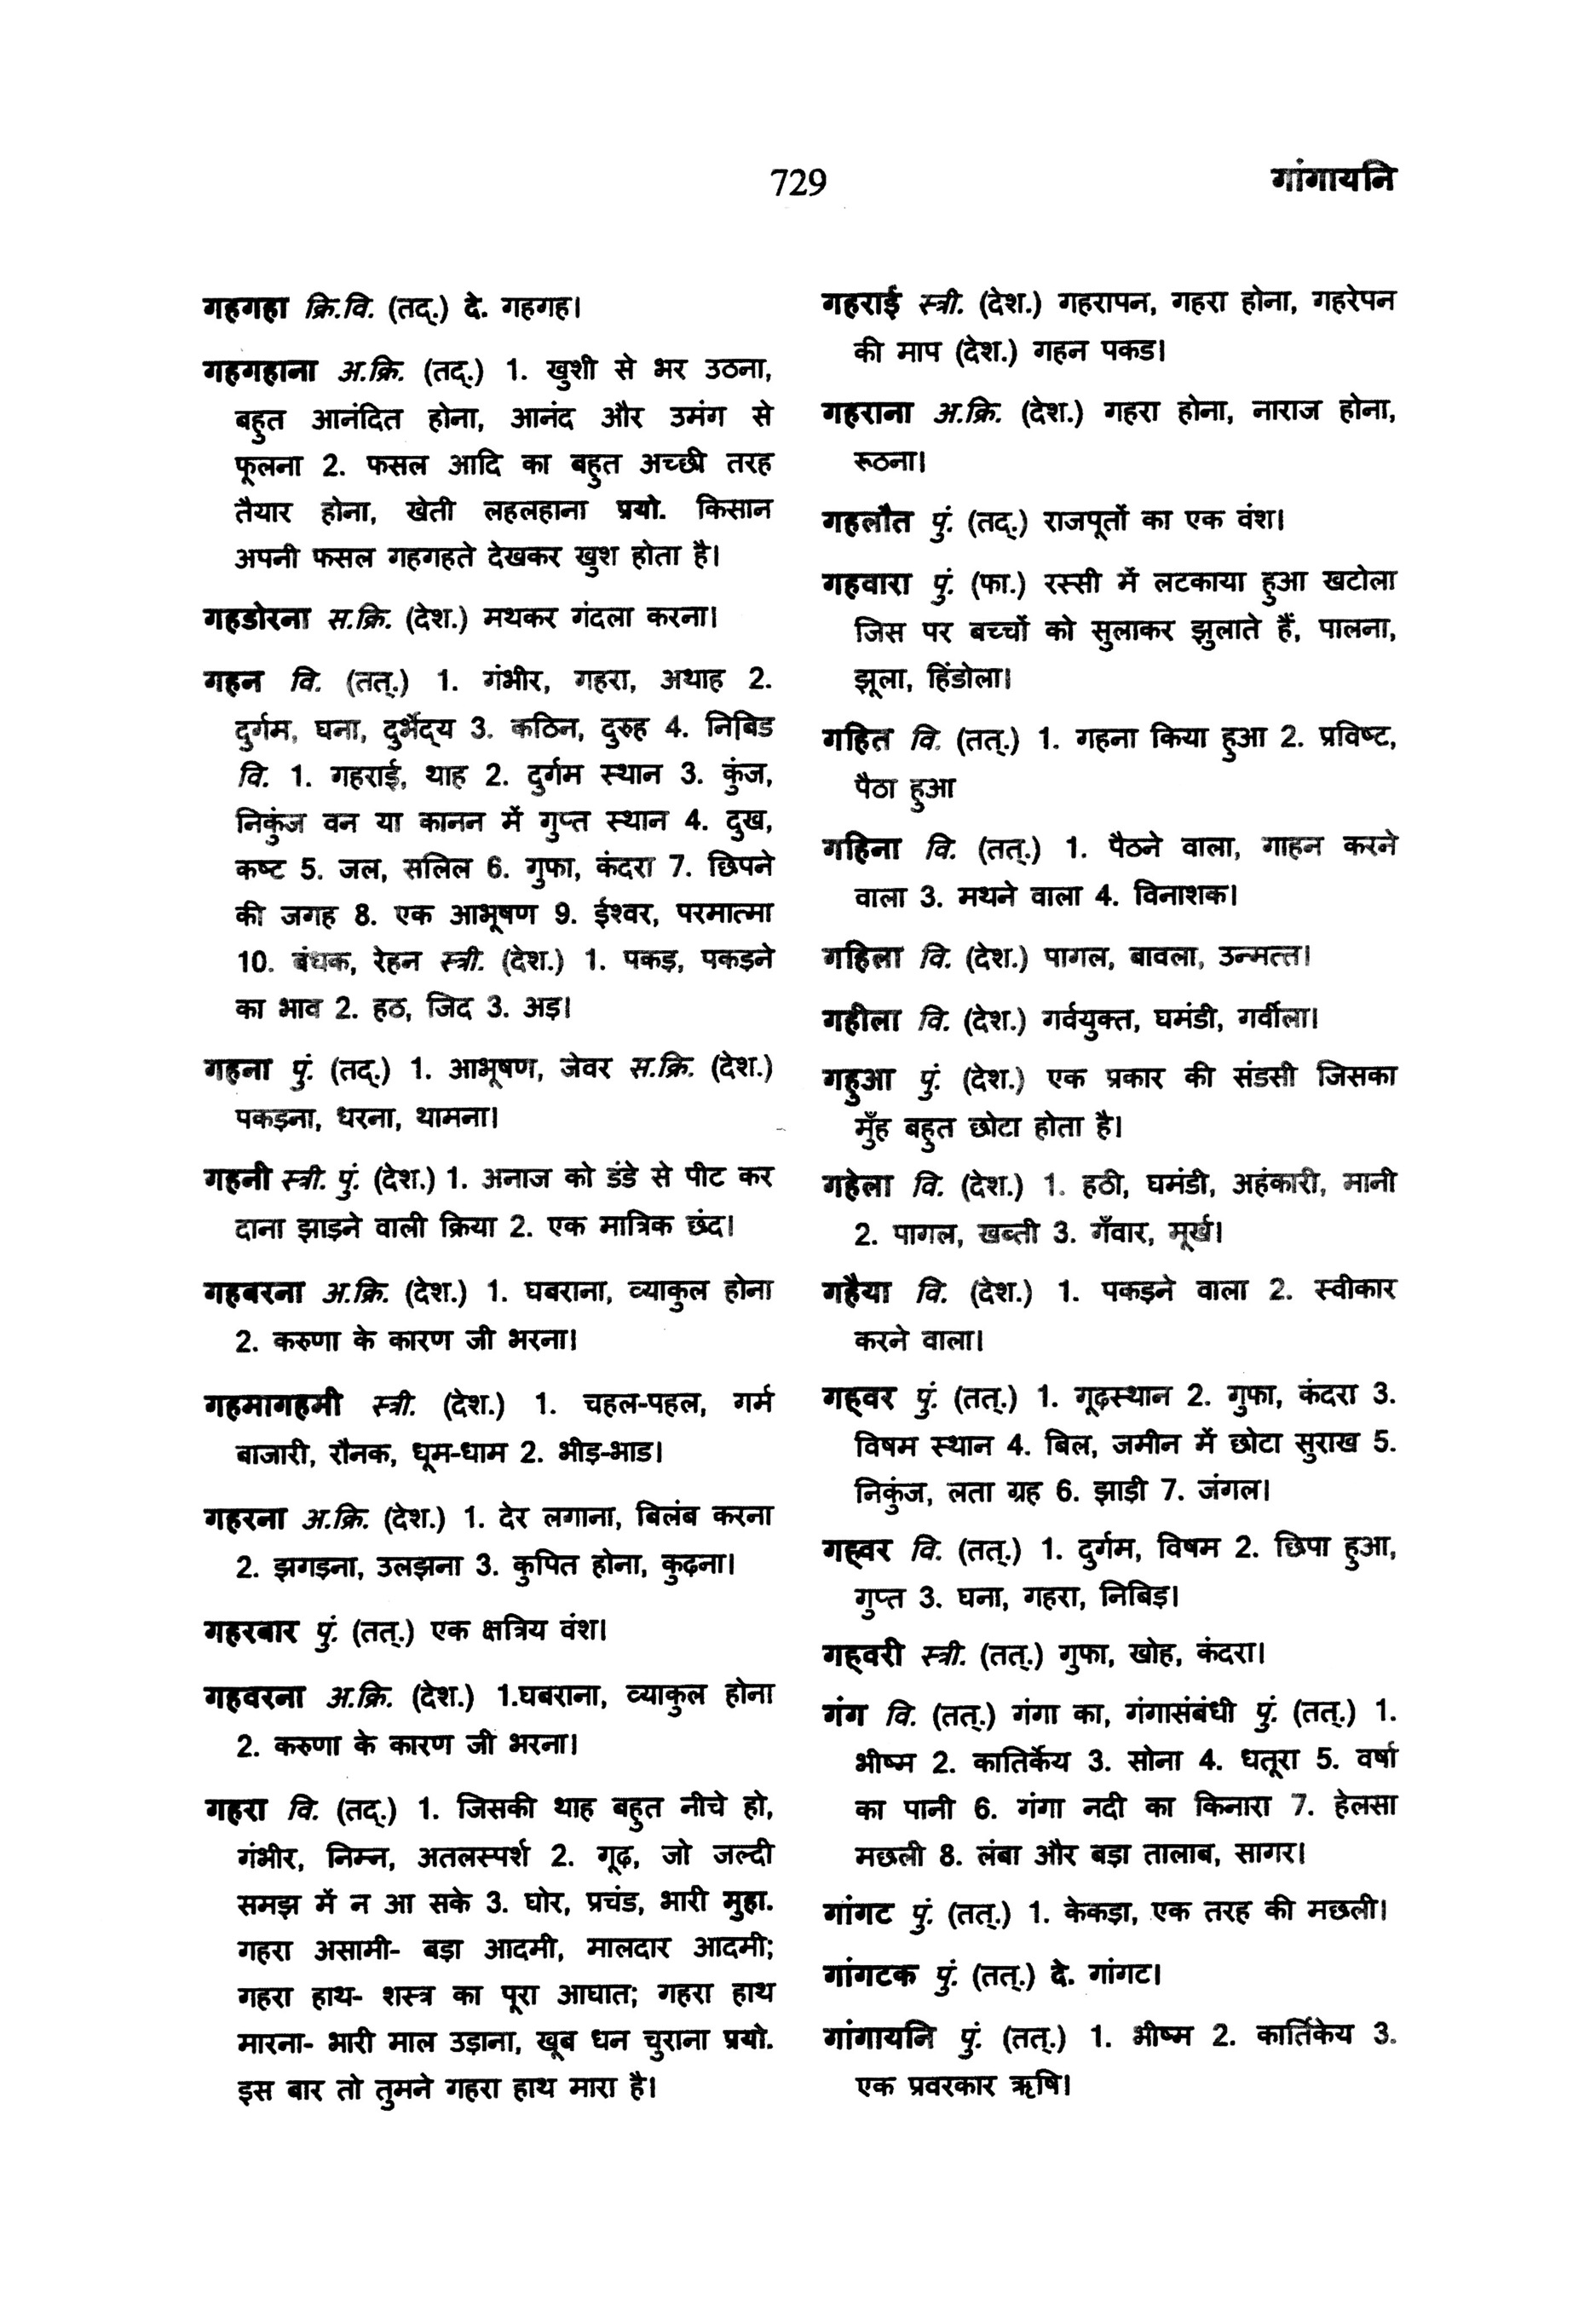 729
गांगायनि
गहगहा क्रि.वि. (तद्.) दे. गहगह।
गहगहाना अ.क्रि. (तद्.) 1. खुशी से भर उठना,
बहुत आनंदित होना, आनंद और उमंग से
फूलना 2. फसल आदि का बहुत अच्छी तरह
तैयार होना, खेती लहलहाना प्रयो. किसान
अपनी फसल गहगहते देखकर खुश होता है।
गहडोरना स.क्रि. (देश.) मथकर गंदला करना।
गहन वि. (तत्.) 1. गंभीर, गहरा, अथाह 2.
दुर्गम, घना, दुर्भेद्‌य 3. कठिन, दुरुह 4. निबिड
वि. 1. गहराई, थाह 2. दुर्गम स्थान 3. कुंज,
निकुंज वन या कानन में गुप्त स्थान 4. दुख,
कष्ट 5. जल, सलिल 6. गुफा, कंदरा 7. छिपने
की जगह 8. एक आभूषण 9. ईश्वर, परमात्मा
10. बंधक, रेहन स्त्री. (देश.) 1. पकड़, पकड़ने
का भाव 2. हठ, जिद 3. अड़।
गहना पुं. (तद्.) 1. आभूषण, जेवर स.क्रि. (देश.)
पकड़ना, धरना, थामना।
गहनी स्त्री. पुं. (देश.) 1. अनाज को डंडे से पीट कर
दाना झाड़ने वाली क्रिया 2. एक मात्रिक छंद।
गहबरना अ.क्रि. (देश.) 1. घबराना, व्याकुल होना
2. करुणा के कारण जी भरना।
गहमागहमी स्त्री. (देश.) 1. चहल-पहल, गर्म
बाजारी, रौनक, धूम-धाम 2. भीड़-भाड।
गहरना अ.क्रि. (देश.) 1. देर लगाना, बिलंब करना
2. झगड़ना, उलझना 3. कुपित होना, कुढ़ना।
गहरबार पुं. (तत्.) एक क्षत्रिय वंश।
गहवरना अ.क्रि. (देश.) 1.घबराना, व्याकुल होना
2. करुणा के कारण जी भरना।
गहरा वि. (तद्.) 1. जिसकी थाह बहुत नीचे हो,
गंभीर, निम्न, अतलस्पर्श 2. गूढ़, जो जल्दी
समझ में न आ सके 3. घोर, प्रचंड, भारी मुहा.
गहरा असामी- बड़ा आदमी, मालदार आदमी;
गहरा हाथ- शस्त्र का पूरा आघात; गहरा हाथ
मारना- भारी माल उड़ाना, खूब धन चुराना प्रयो.
इस बार तो तुमने गहरा हाथ मारा है।
गहराई स्त्री. (देश.) गहरापन, गहरा होना, गहरेपन
की माप (देश.) गहन पकड।
गहराना अ.क्रि. (देश.) गहरा होना, नाराज होना,
रूठना।
गहलौत पुं. (तद्.) राजपूतों का एक वंश।
गहवारा पुं. (फा.) रस्सी में लटकाया हुआ खटोला
जिस पर बच्चों को सुलाकर झुलाते हैं, पालना,
झूला, हिंडोला।
गहित वि. (तत्.) 1. गहना किया हुआ 2. प्रविष्ट,
पैठा हुआ
गहिना वि. (तत्.) 1. पैठने वाला, गाहन करने
वाला 3. मथने वाला 4. विनाशक।
गहिला वि. (देश.) पागल, बावला, उन्मत्त।
गहीला वि. (देश.) गर्वयुक्त, घमंडी, गर्वीला।
गहुआ पुं. (देश.) एक प्रकार की संडसी जिसका
मुँह बहुत छोटा होता है।
गहेला वि. (देश.) 1. हठी, घमंडी, अहंकारी, मानी
2. पागल, खब्ती 3. गँवार, मूर्ख।
गहैया वि. (देश.) 1. पकड़ने वाला 2. स्वीकार
करने वाला।
गह्‌वर पुं. (तत्.) 1. गूढ़स्थान 2. गुफा, कंदरा 3.
विषम स्थान 4. बिल, जमीन में छोटा सुराख 5.
निकुंज, लता ग्रह 6. झाड़ी 7. जंगल।
गह्‌वर वि. (तत्.) 1. दुर्गम, विषम 2. छिपा हुआ,
गुप्त 3. घना, गहरा, निबिड़।
गह्‌वरी स्त्री. (तत्.) गुफा, खोह, कंदरा।
गंग वि. (तत्.) गंगा का, गंगासंबंधी पुं. (तत्.) 1.
भीष्म 2. कातिर्केय 3. सोना 4. धतूरा 5. वर्षा
का पानी 6. गंगा नदी का किनारा 7. हेलसा
मछली 8. लंबा और बड़ा तालाब, सागर।
गांगट पुं. (तत्.) 1. केकड़ा, एक तरह की मछली।
गांगटक पुं. (तत्.) दे. गांगट।
गांगायनि पुं. (तत्.) 1. भीष्म 2. कार्तिकेय 3.
एक प्रवरकार ऋषि।